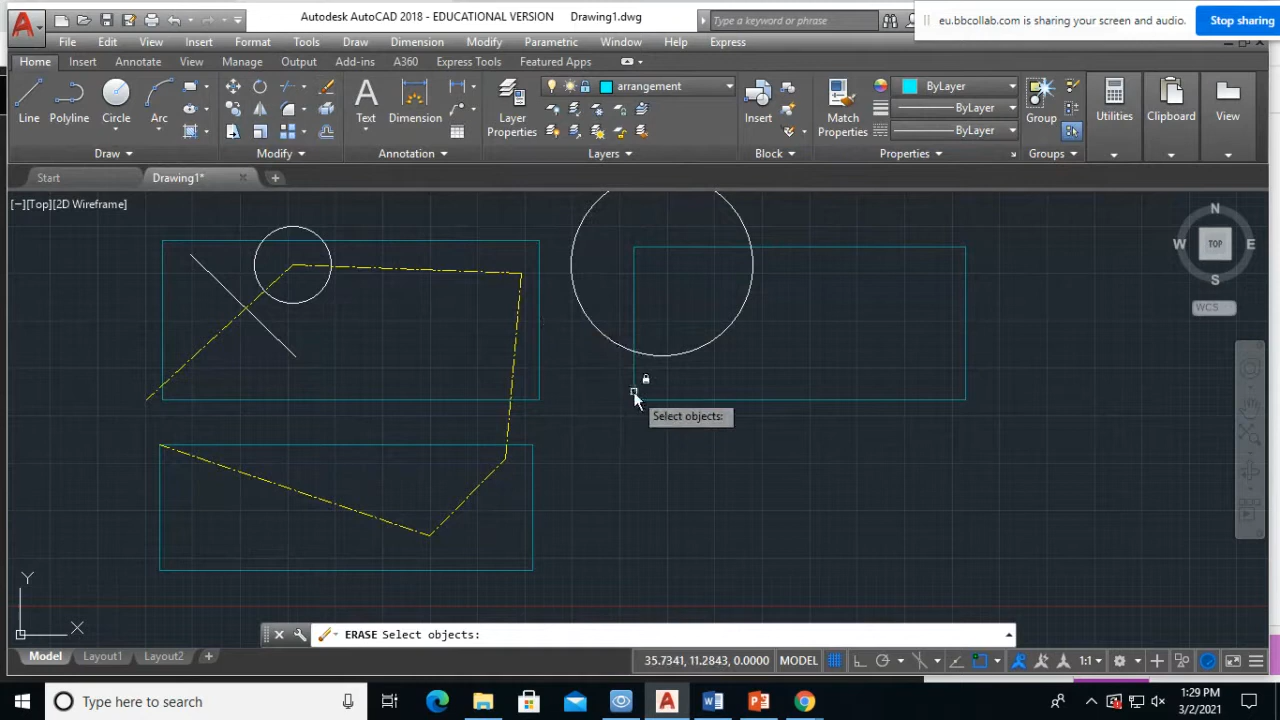 Autodesk AutoCAD 2018 - EDUCATIONAL VERSION Drawing1.dwg
Type a keyword or phrase
eu.bbcollab.com is sharing your screen and audio.
Stop sharing
File Edit View Insert Format Tools Draw Dimension Modify Parametric Window Help Express
Home Insert Annotate View Manage Output Add-ins A360 Express Tools Featured Apps
arrangement
ByLayer
ByLayer
ByLayer
Line Polyline Circle Arc
Text Dimension
Layer Properties
Insert
Match Properties
Group
Utilities
Clipboard
View
Draw Modify Annotation Layers Block Properties Groups
Start Drawing1*
[−][Top][2D Wireframe]
N
W TOP E
S
WCS
Select objects:
Y
X
ERASE Select objects:
Model Layout1 Layout2
35.7341, 11.2843, 0.0000 MODEL 1:1
Type here to search
1:29 PM
3/2/2021